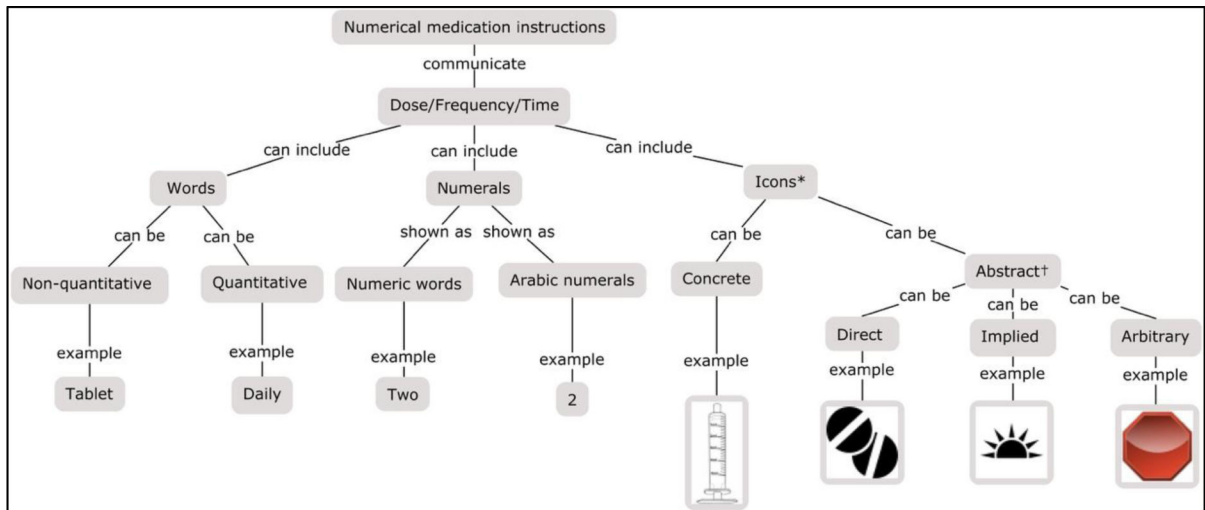 Numerical medication instructions
communicate
Dose/Frequency/Time
can include
can include
can include
Words
Numerals
Icons*
can be
can be
shown as
shown as
can be
can be
Non-quantitative
Quantitative
Numeric words
Arabic numerals
Concrete
Abstract†
can be
can be
can be
Direct
Implied
Arbitrary
example
example
example
example
example
example
example
example
Tablet
Daily
Two
2